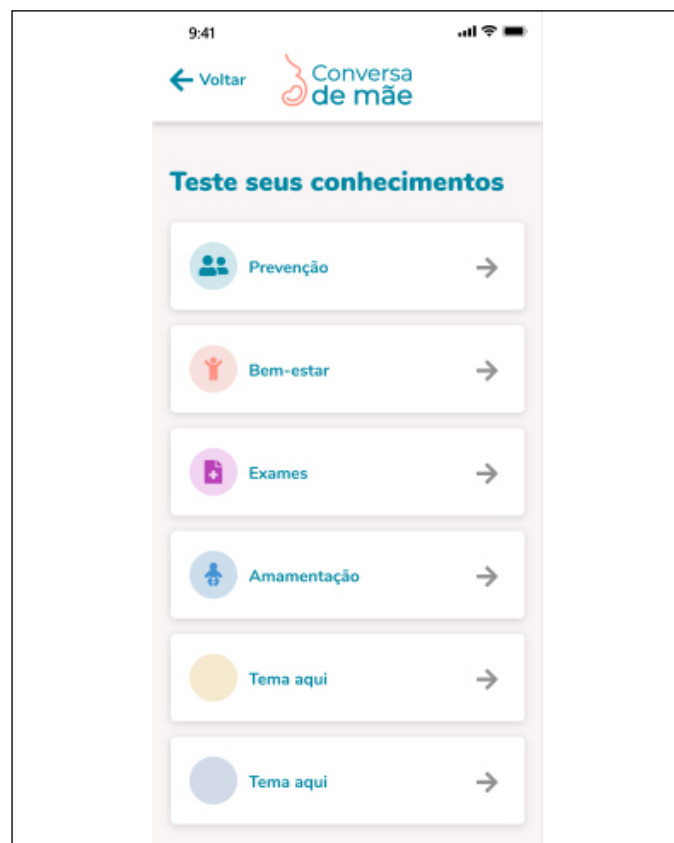 9:41
Voltar
Conversa
de mãe
Teste seus conhecimentos
Prevenção
Bem-estar
Exames
Amamentação
Tema aqui
Tema aqui